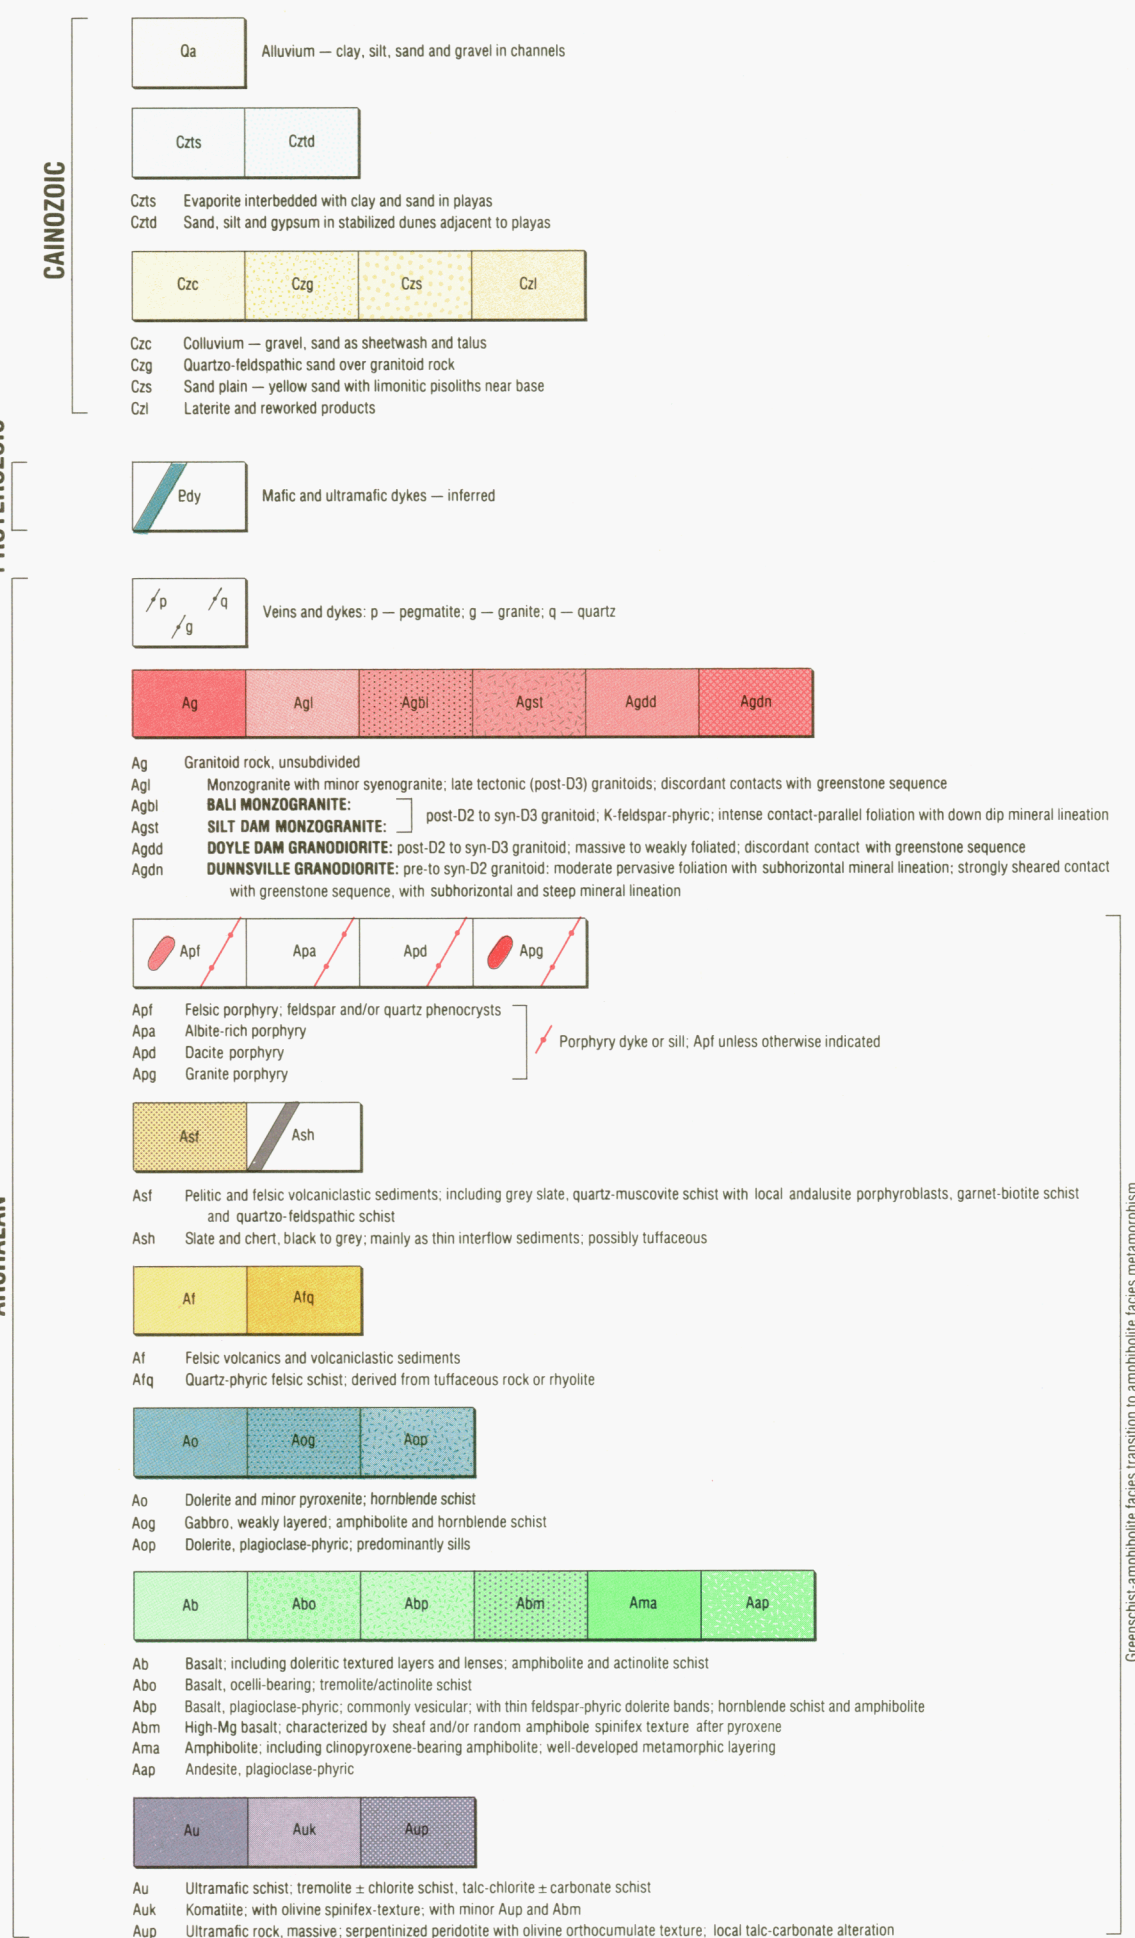 CAINOZOIC
Qa
Alluvium — clay, silt, sand and gravel in channels
Czts Cztd
Czts Evaporite interbedded with clay and sand in playas
Cztd Sand, silt and gypsum in stabilized dunes adjacent to playas
Czc Czg Czs Czl
Czc Colluvium — gravel, sand as sheetwash and talus
Czg Quartzo-feldspathic sand over granitoid rock
Czs Sand plain — yellow sand with limonitic pisoliths near base
Czl Laterite and reworked products
Pdy
Mafic and ultramafic dykes — inferred
p q
g
Veins and dykes: p — pegmatite; g — granite; q — quartz
Ag Agl Agbl Agst Agdd Agdn
Ag Granitoid rock, unsubdivided
Agl Monzogranite with minor syenogranite; late tectonic (post-D3) granitoids; discordant contacts with greenstone sequence
Agbl BALI MONZOGRANITE:
Agst SILT DAM MONZOGRANITE:
post-D2 to syn-D3 granitoid; K-feldspar-phyric; intense contact-parallel foliation with down dip mineral lineation
Agdd DOYLE DAM GRANODIORITE: post-D2 to syn-D3 granitoid; massive to weakly foliated; discordant contact with greenstone sequence
Agdn DUNNSVILLE GRANODIORITE: pre-to syn-D2 granitoid: moderate pervasive foliation with subhorizontal mineral lineation; strongly sheared contact
with greenstone sequence, with subhorizontal and steep mineral lineation
Apf Apa Apd Apg
Apf Felsic porphyry; feldspar and/or quartz phenocrysts
Apa Albite-rich porphyry
Apd Dacite porphyry
Apg Granite porphyry
Porphyry dyke or sill; Apf unless otherwise indicated
Asf Ash
Asf Pelitic and felsic volcaniclastic sediments; including grey slate, quartz-muscovite schist with local andalusite porphyroblasts, garnet-biotite schist
and quartzo-feldspathic schist
Ash Slate and chert, black to grey; mainly as thin interflow sediments; possibly tuffaceous
Af Afq
Af Felsic volcanics and volcaniclastic sediments
Afq Quartz-phyric felsic schist; derived from tuffaceous rock or rhyolite
Ao Aog Aop
Ao Dolerite and minor pyroxenite; hornblende schist
Aog Gabbro, weakly layered; amphibolite and hornblende schist
Aop Dolerite, plagioclase-phyric; predominantly sills
Ab Abo Abp Abm Ama Aap
Ab Basalt; including doleritic textured layers and lenses; amphibolite and actinolite schist
Abo Basalt, ocelli-bearing; tremolite/actinolite schist
Abp Basalt, plagioclase-phyric; commonly vesicular; with thin feldspar-phyric dolerite bands; hornblende schist and amphibolite
Abm High-Mg basalt; characterized by sheaf and/or random amphibole spinifex texture after pyroxene
Ama Amphibolite; including clinopyroxene-bearing amphibolite; well-developed metamorphic layering
Aap Andesite, plagioclase-phyric
Au Auk Aup
Au Ultramafic schist; tremolite ± chlorite schist, talc-chlorite ± carbonate schist
Auk Komatiite; with olivine spinifex-texture; with minor Aup and Abm
Aup Ultramafic rock, massive; serpentinized peridotite with olivine orthocumulate texture; local talc-carbonate alteration
Greenschist-amphibolite facies transition to amphibolite facies metamorphism